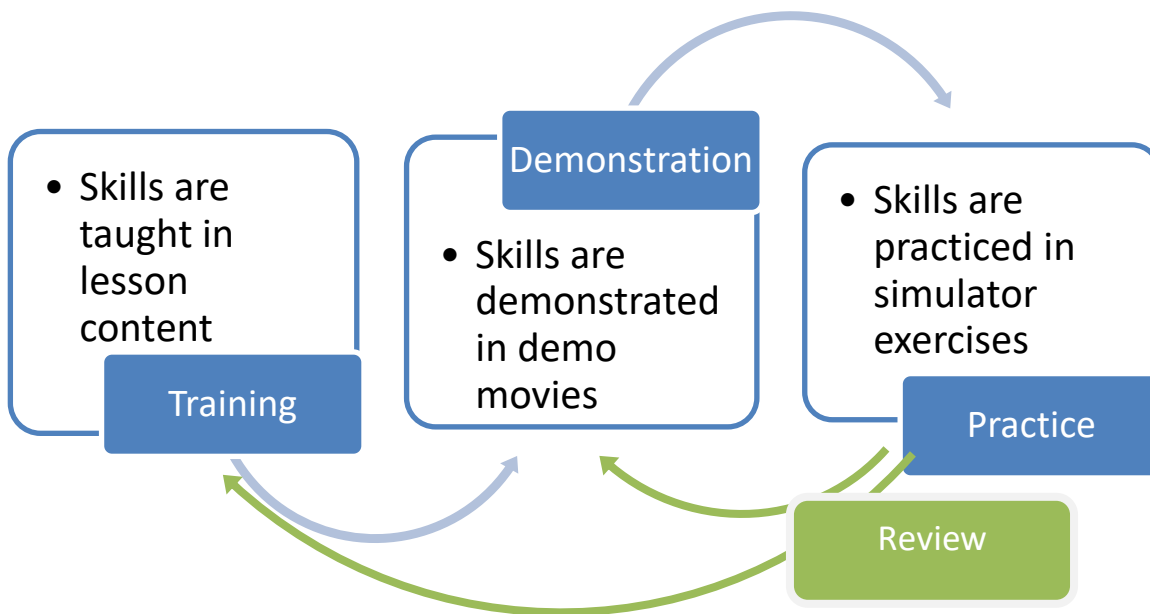 • Skills are
taught in
lesson
content
Training
Demonstration
• Skills are
demonstrated
in demo
movies
• Skills are
practiced in
simulator
exercises
Practice
Review